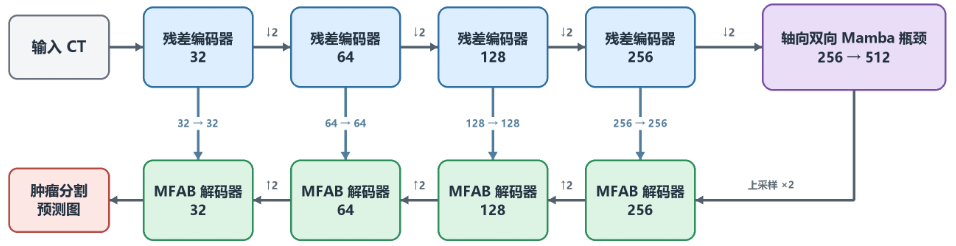 输入 CT
残差编码器
32
↓2
残差编码器
64
↓2
残差编码器
128
↓2
残差编码器
256
↓2
轴向双向 Mamba 瓶颈
256 → 512
32 → 32
64 → 64
128 → 128
256 → 256
肿瘤分割
预测图
MFAB 解码器
32
↑2
MFAB 解码器
64
↑2
MFAB 解码器
128
↑2
MFAB 解码器
256
上采样 ×2